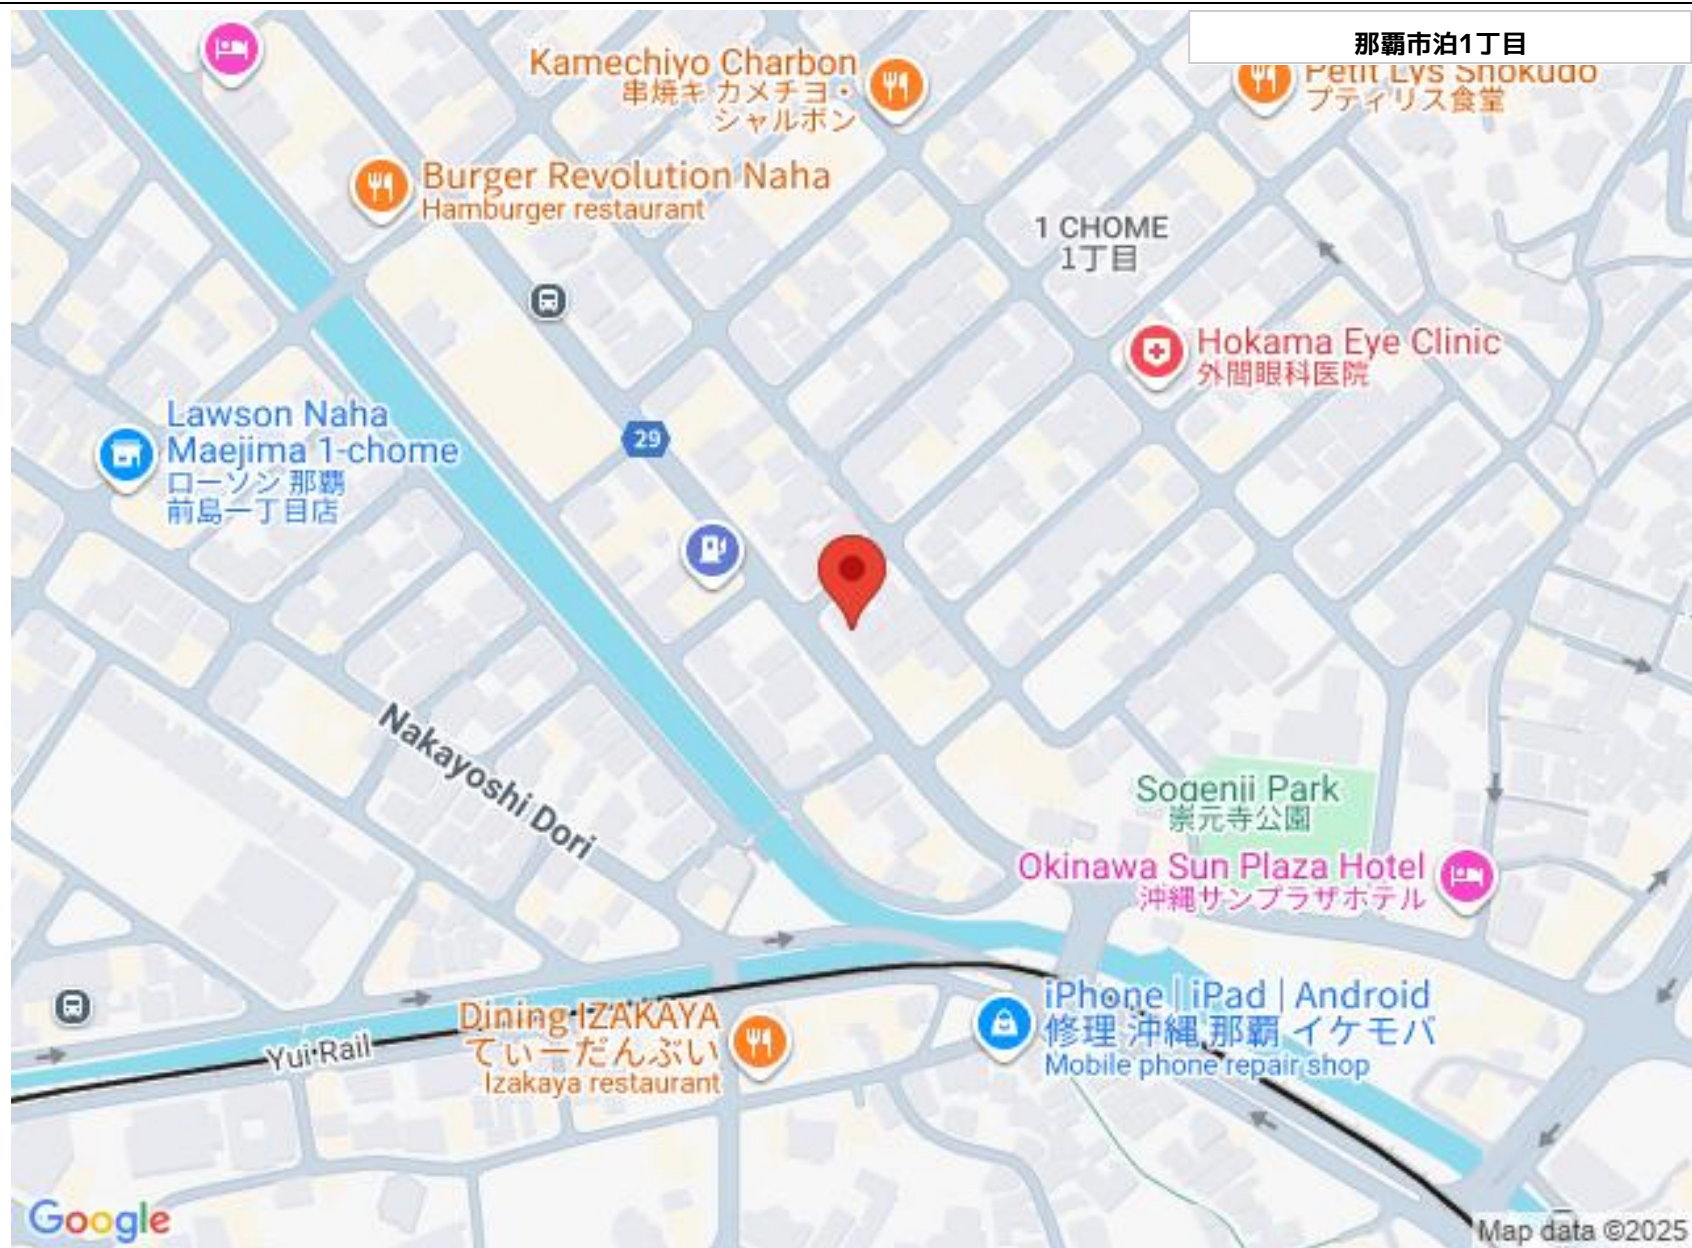 那覇市泊1丁目
Kamechiyo Charbon
串焼キ カメチヨ・
シャルボン
Petit Lys Shokudo
プティリス食堂
Burger Revolution Naha
Hamburger restaurant
1 CHOME
1丁目
Hokama Eye Clinic
外間眼科医院
Lawson Naha
Maejima 1-chome
ローソン 那覇
前島一丁目店
29
Nakayoshi Dori
Sogenji Park
崇元寺公園
Okinawa Sun Plaza Hotel
沖縄サンプラザホテル
iPhone | iPad | Android
修理 沖縄 那覇 イケモバ
Mobile phone repair shop
Dining IZAKAYA
てぃーだんぶい
Izakaya restaurant
Yui Rail
Google
Map data ©2025